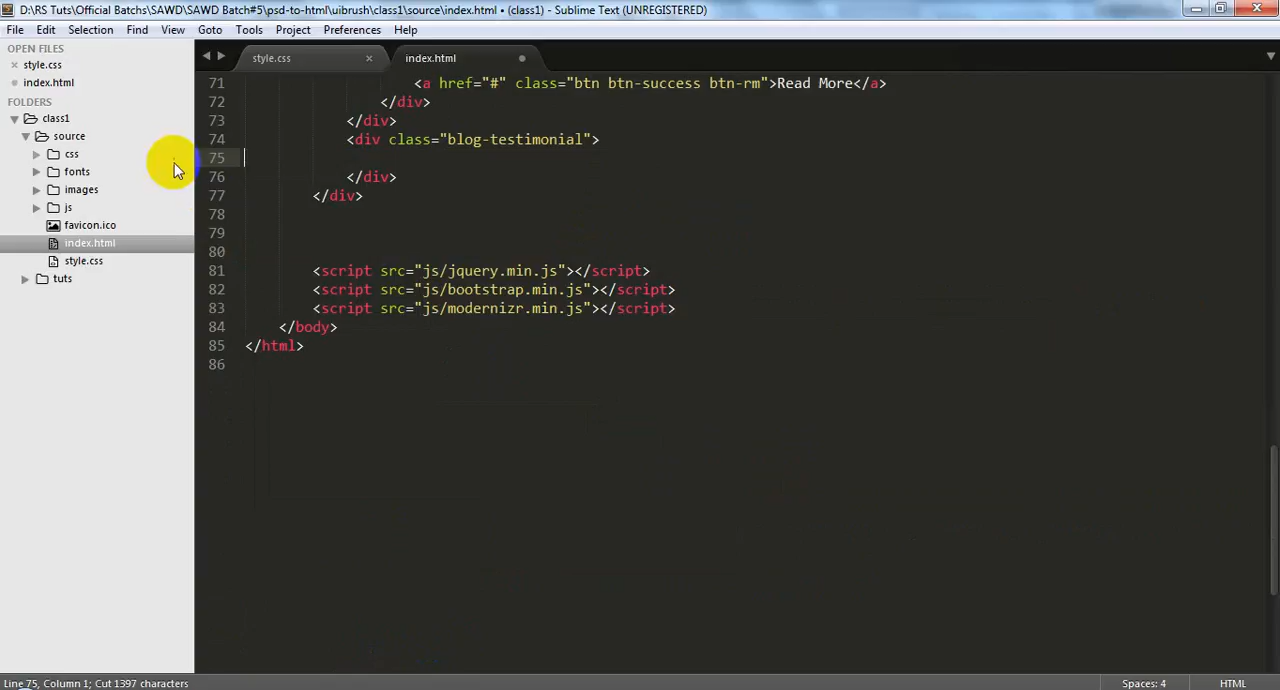 D:\RS Tuts\Official Batchs\SAWD\SAWD Batch#5\psd-to-html\uibrush\class1\source\index.html • (class1) - Sublime Text (UNREGISTERED)
File Edit Selection Find View Goto Tools Project Preferences Help
OPEN FILES
style.css
index.html
FOLDERS
class1
source
css
fonts
images
js
favicon.ico
index.html
style.css
tuts
style.css × index.html
71 <a href="#" class="btn btn-success btn-rm">Read More</a>
72 </div>
73 </div>
74 <div class="blog-testimonial">
75
76 </div>
77 </div>
78
79
80
81 <script src="js/jquery.min.js"></script>
82 <script src="js/bootstrap.min.js"></script>
83 <script src="js/modernizr.min.js"></script>
84 </body>
85 </html>
86
Line 75, Column 1; Cut 1397 characters Spaces: 4 HTML